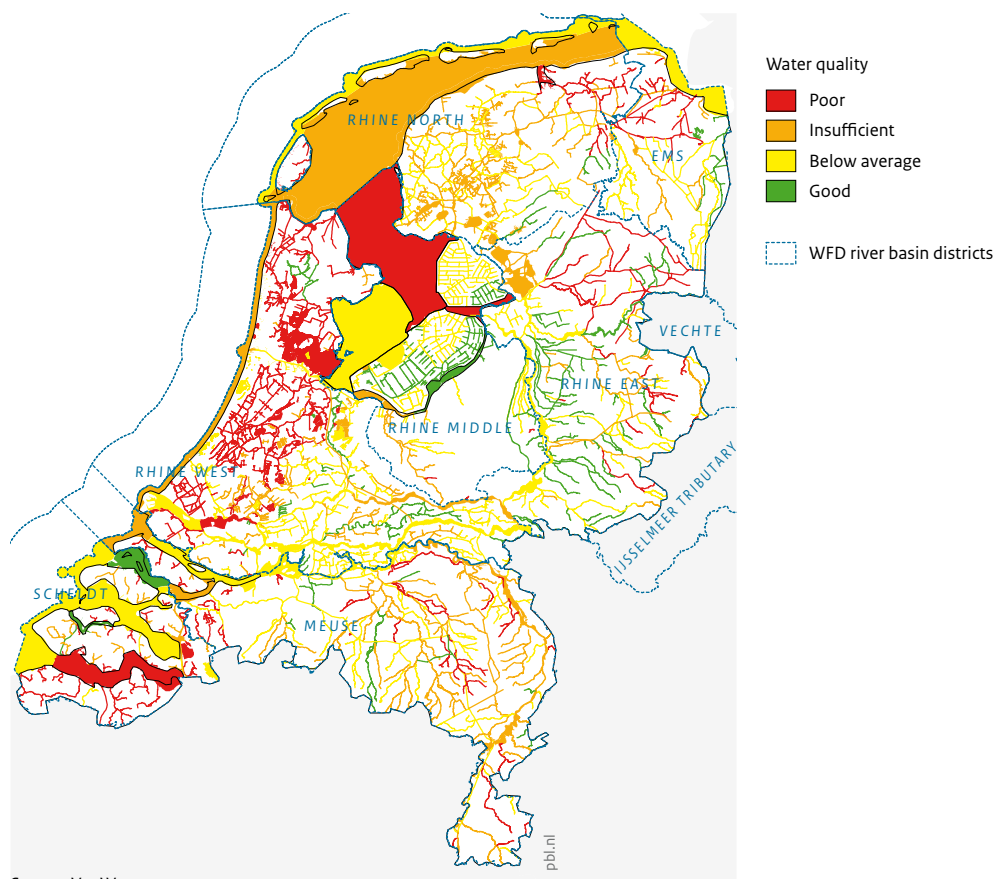 Water quality
Poor
Insufficient
Below average
Good
WFD river basin districts
RHINE NORTH
EMS
VECHTE
RHINE EAST
RHINE MIDDLE
RHINE WEST
IJSSELMEER TRIBUTARY
SCHELDT
MEUSE
pbl.nl